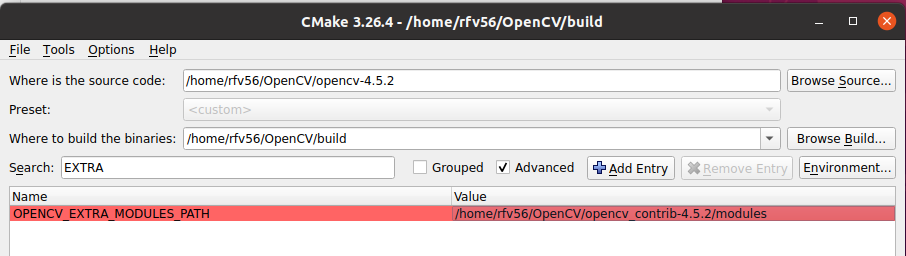 CMake 3.26.4 - /home/rfv56/OpenCV/build
File Tools Options Help
Where is the source code: /home/rfv56/OpenCV/opencv-4.5.2 Browse Source...
Preset: <custom>
Where to build the binaries: /home/rfv56/OpenCV/build Browse Build...
Search: EXTRA Grouped Advanced Add Entry Remove Entry Environment...
Name Value
OPENCV_EXTRA_MODULES_PATH /home/rfv56/OpenCV/opencv_contrib-4.5.2/modules